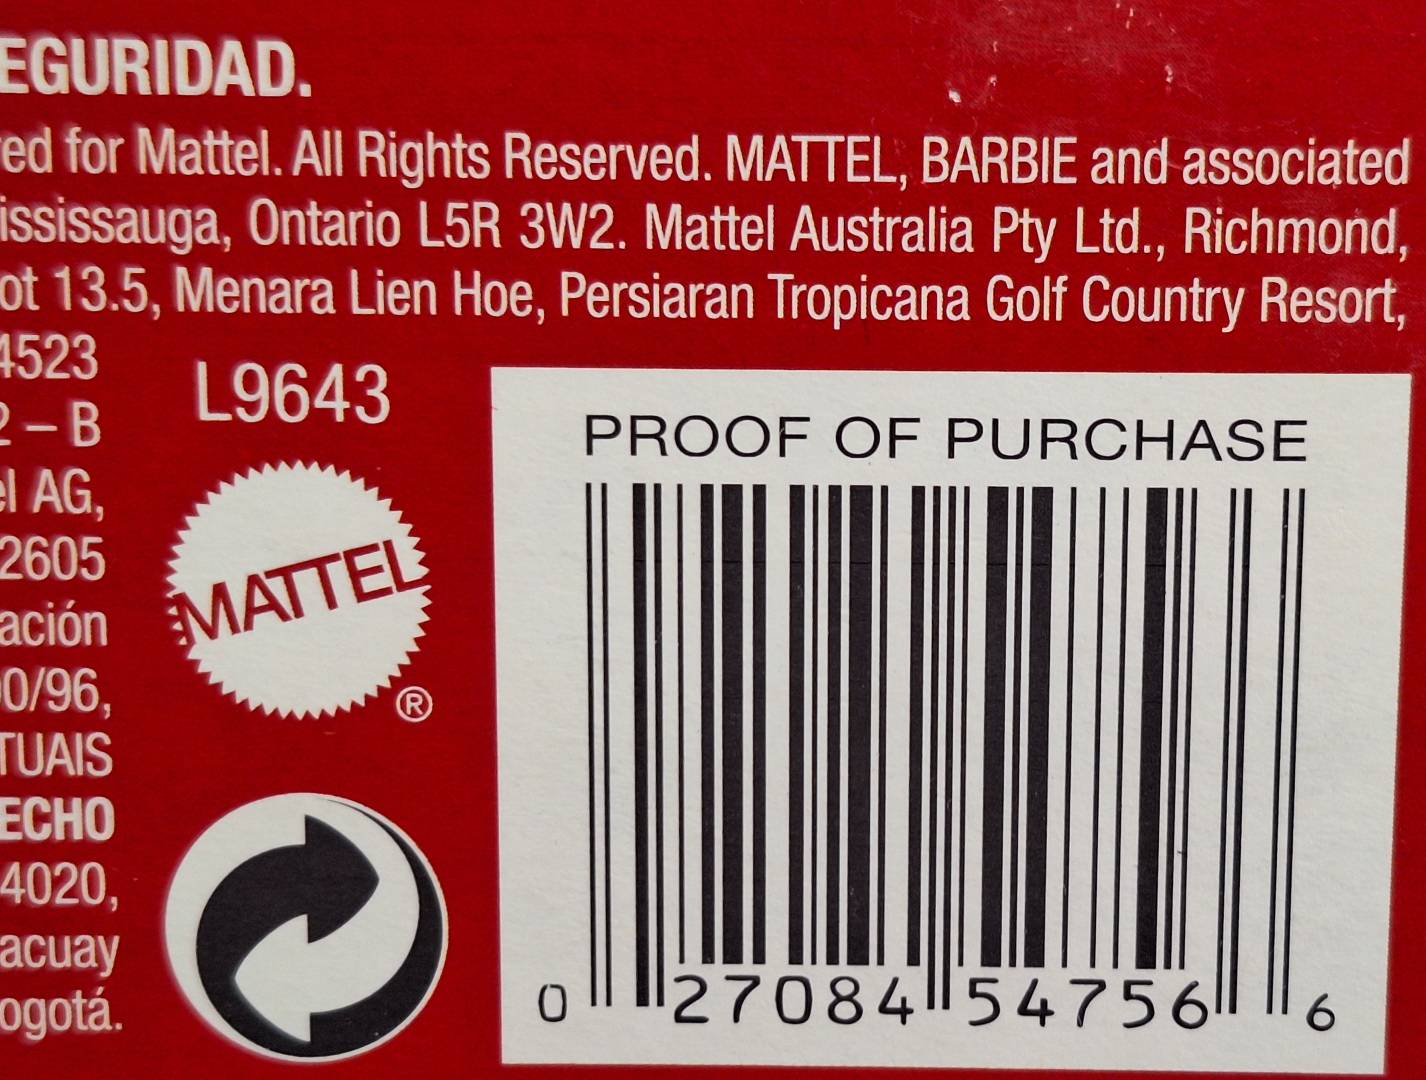 EGURIDAD.
ed for Mattel. All Rights Reserved. MATTEL, BARBIE and associated
ississauga, Ontario L5R 3W2. Mattel Australia Pty Ltd., Richmond,
ot 13.5, Menara Lien Hoe, Persiaran Tropicana Golf Country Resort,
4523
2 – B
el AG,
2605
ación
0/96,
TUAIS
ECHO
4020,
acuay
ogotá.
L9643
MATTEL
®
PROOF OF PURCHASE
0 27084 54756 6